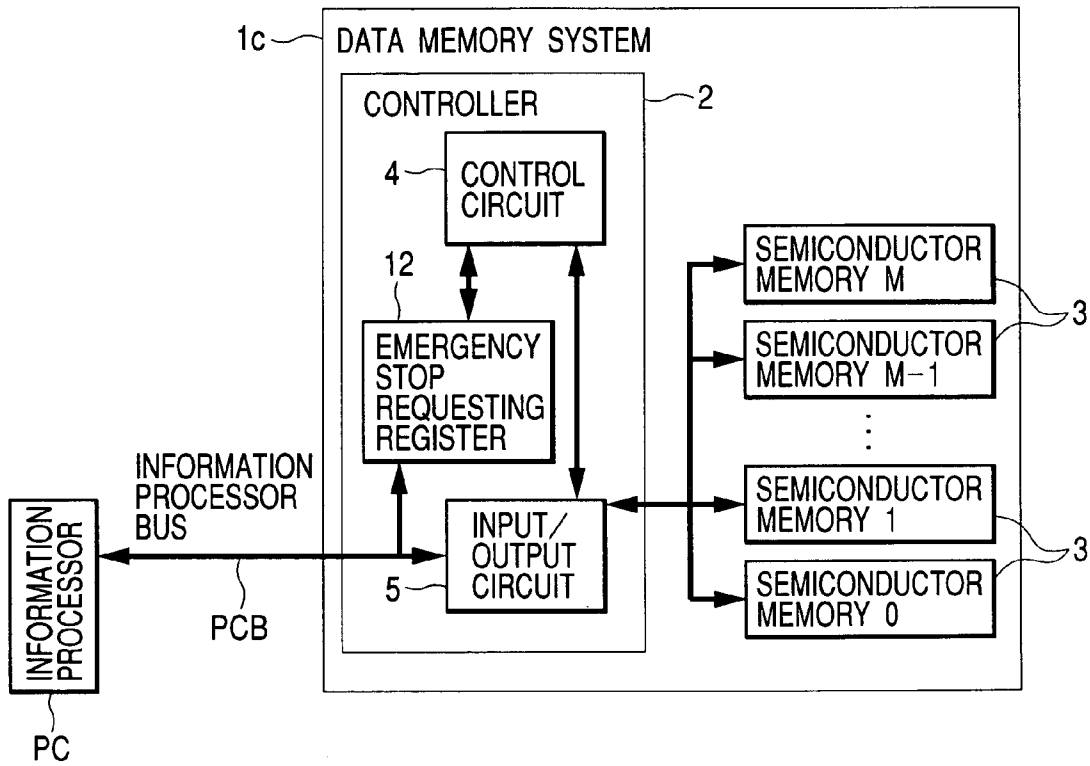 1c
DATA MEMORY SYSTEM
CONTROLLER
2
4
CONTROL
CIRCUIT
12
EMERGENCY
STOP
REQUESTING
REGISTER
SEMICONDUCTOR
MEMORY M
3
SEMICONDUCTOR
MEMORY M-1
⋮
SEMICONDUCTOR
MEMORY 1
3
SEMICONDUCTOR
MEMORY 0
INFORMATION
PROCESSOR
BUS
INPUT/
OUTPUT
CIRCUIT
5
PCB
INFORMATION
PROCESSOR
PC